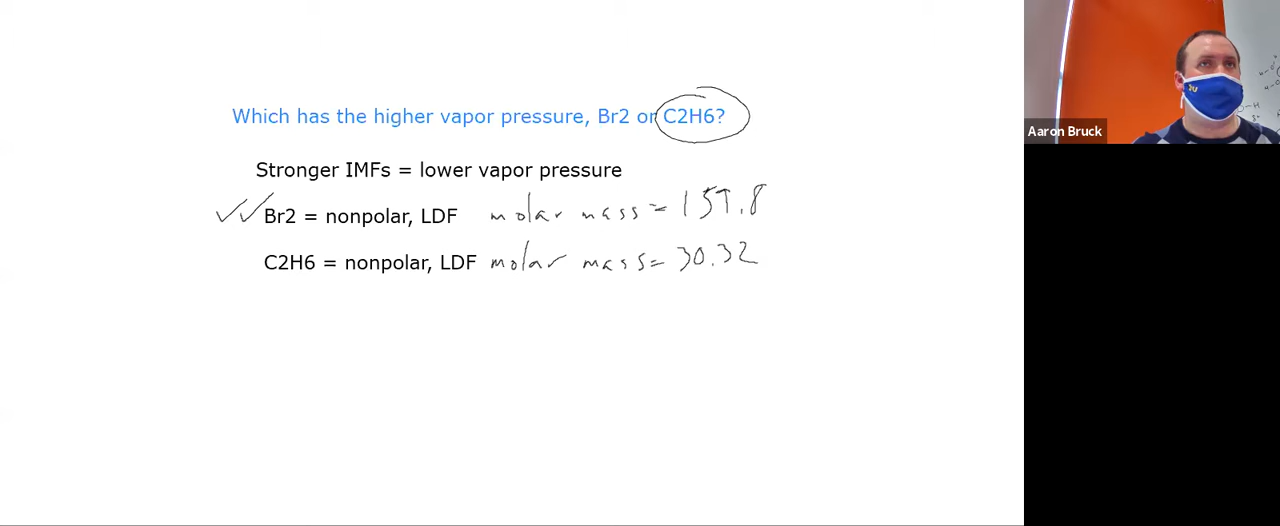 Which has the higher vapor pressure, Br2 or C2H6?
Stronger IMFs = lower vapor pressure
Br2 = nonpolar, LDF molar mass = 159.8
C2H6 = nonpolar, LDF molar mass = 30.32
Aaron Bruck